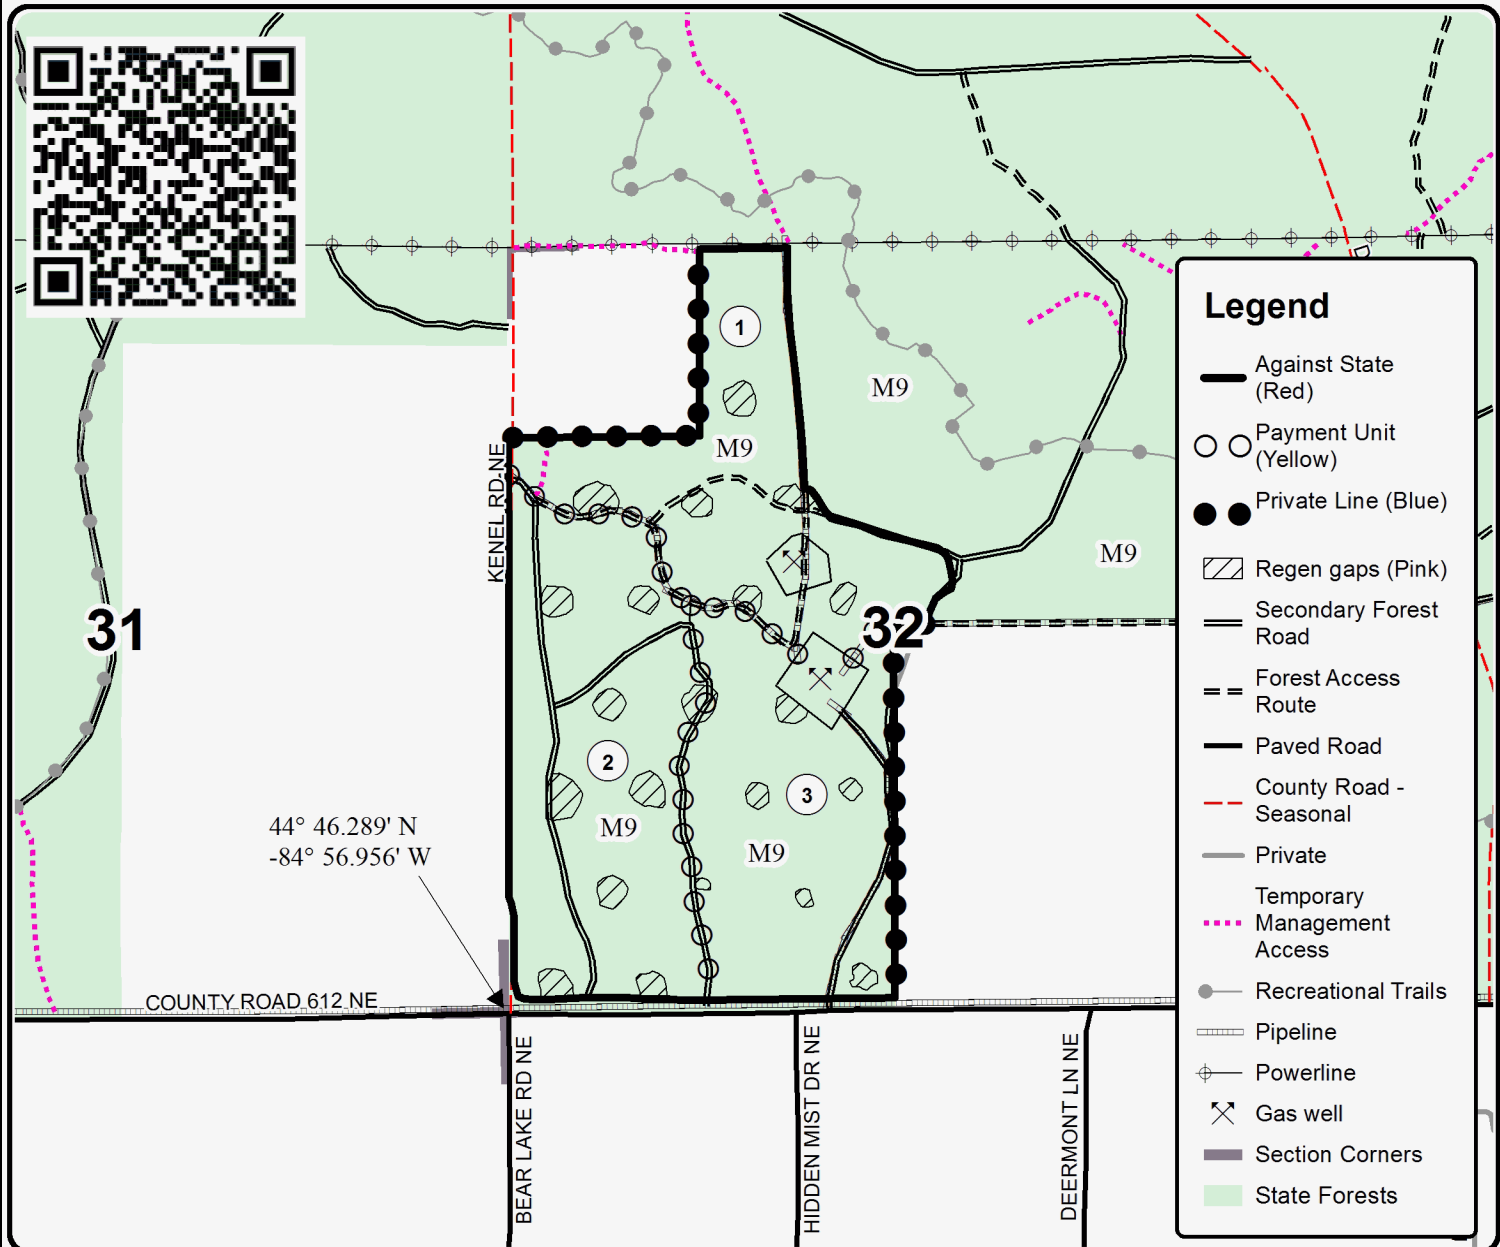 1
M9
M9
KENEL RD NE
M9
31
32
2
3
M9
M9
44° 46.289' N
-84° 56.956' W
COUNTY ROAD 612 NE
BEAR LAKE RD NE
HIDDEN MIST DR NE
DEERMONT LN NE
Legend
Against State
(Red)
Payment Unit
(Yellow)
Private Line (Blue)
Regen gaps (Pink)
Secondary Forest
Road
Forest Access
Route
Paved Road
County Road -
Seasonal
Private
Temporary
Management
Access
Recreational Trails
Pipeline
Powerline
Gas well
Section Corners
State Forests